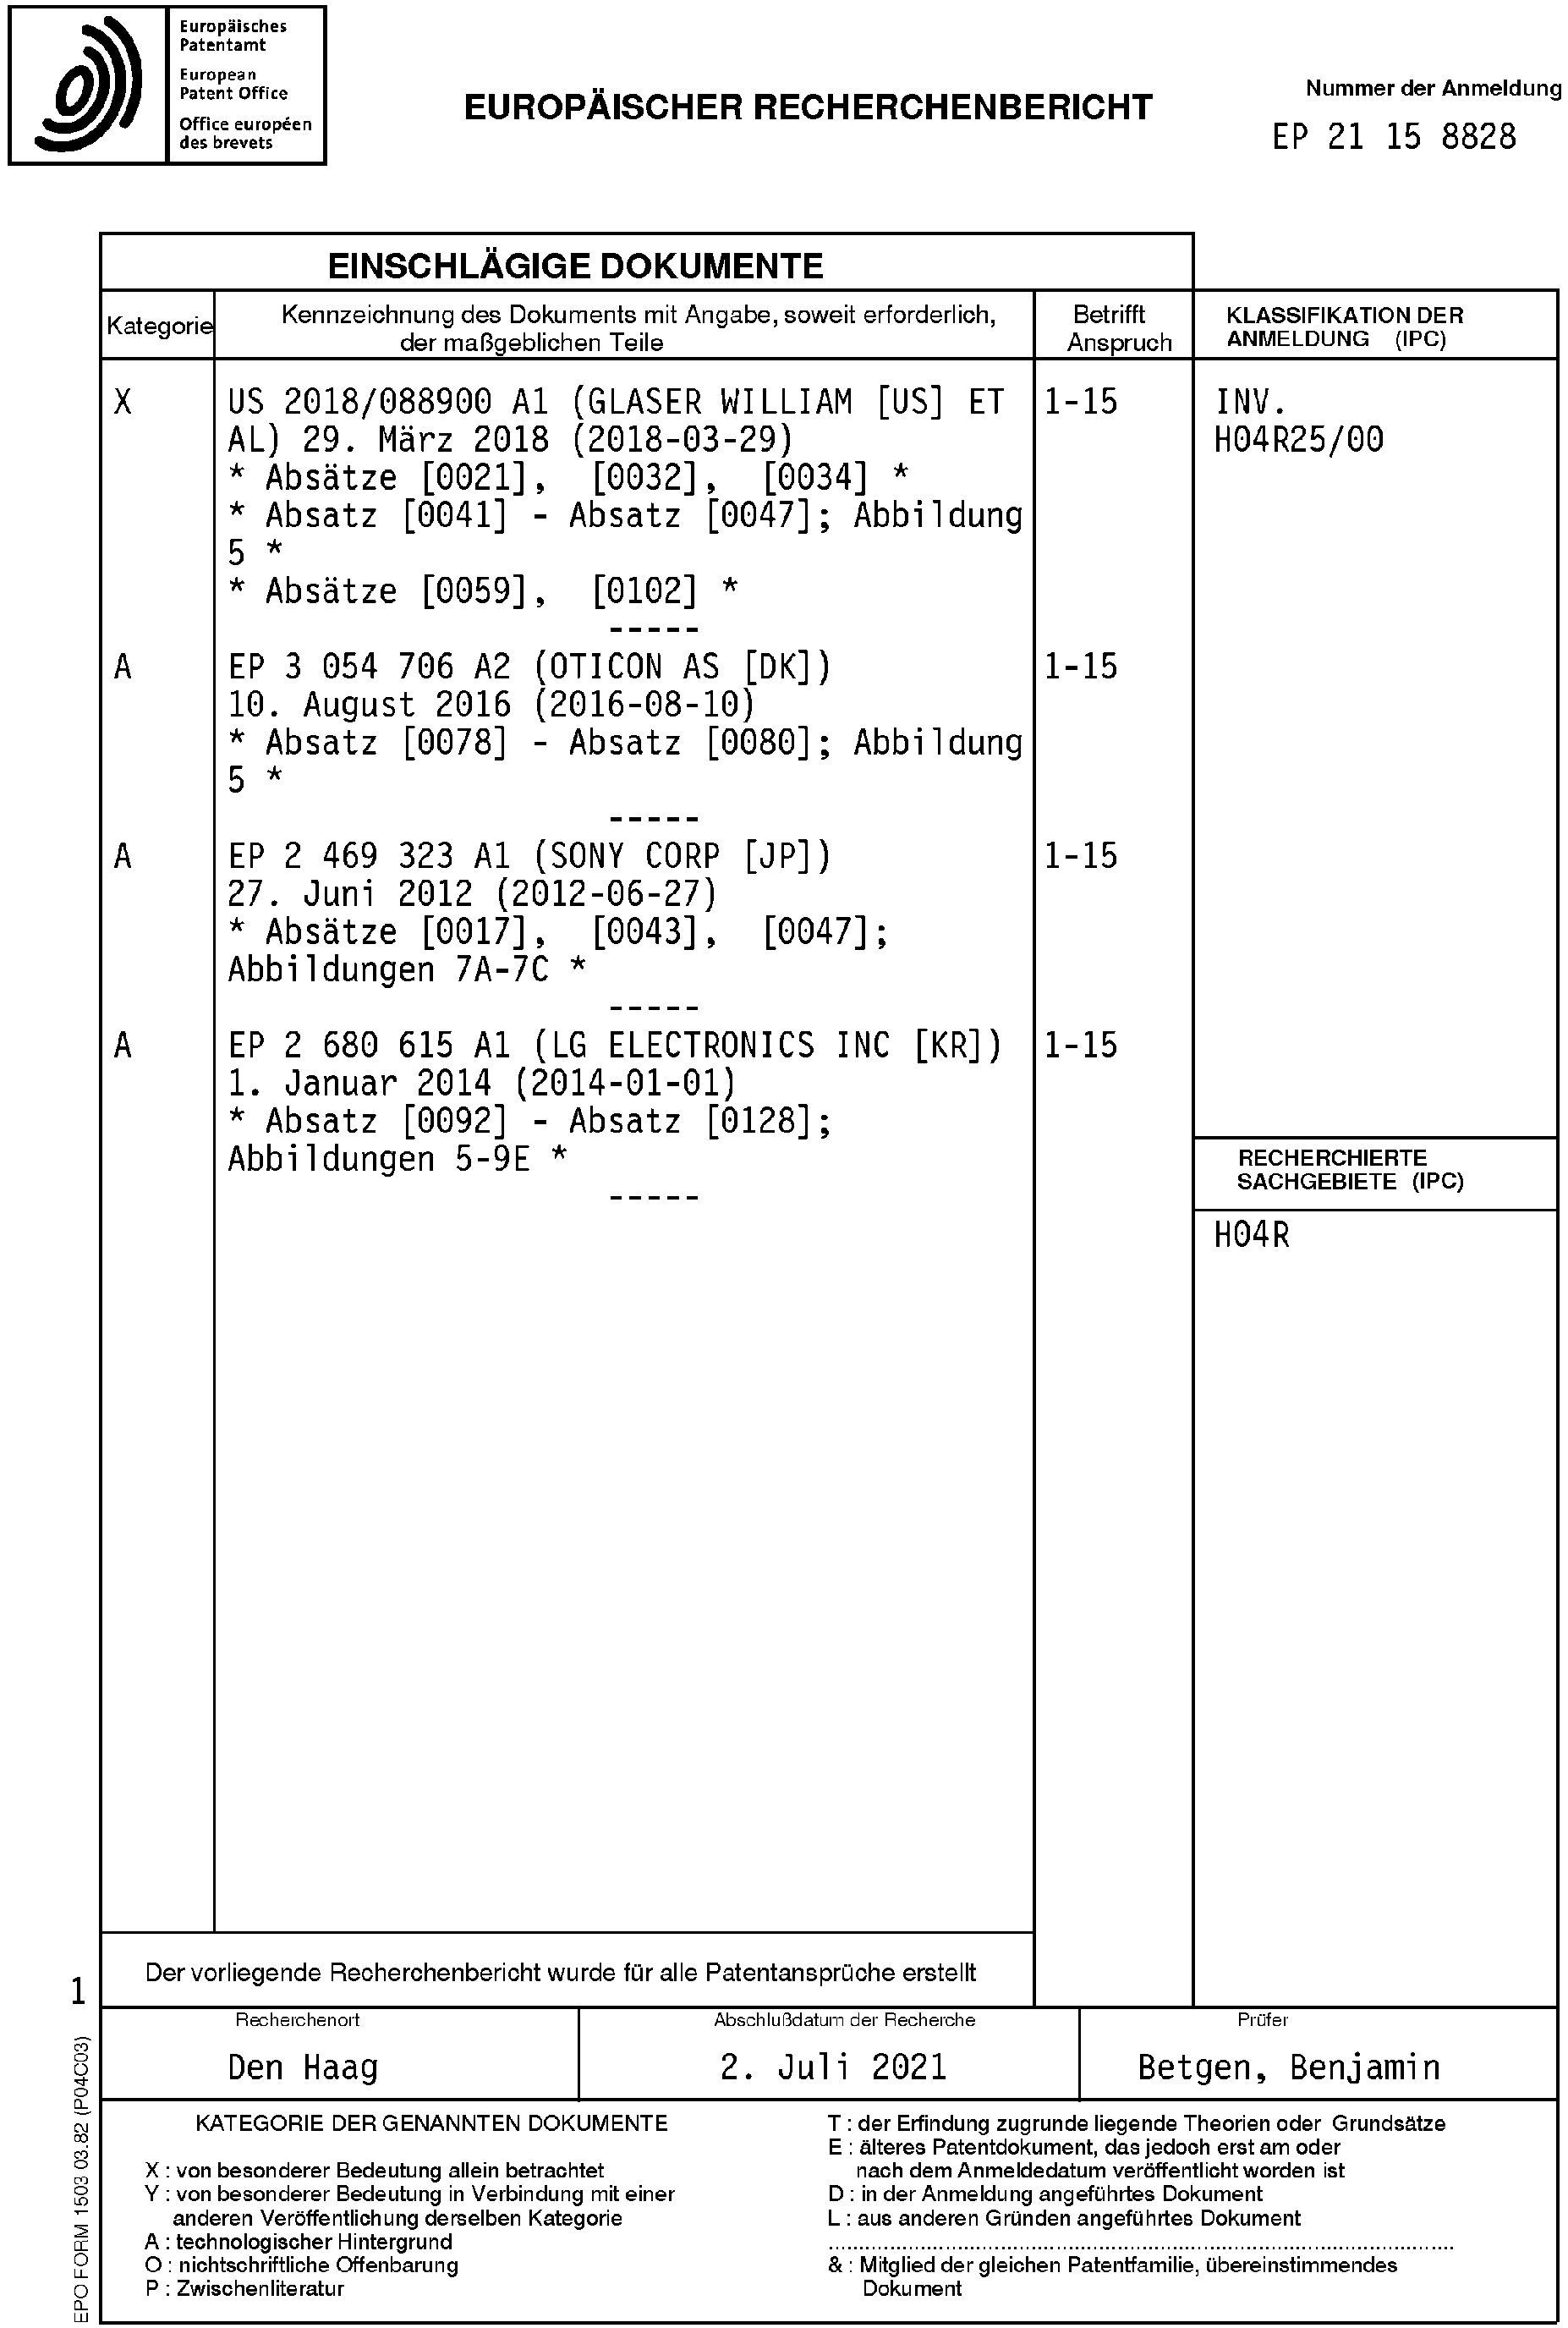 Europäisches
Patentamt
European
Patent Office
Office européen
des brevets
EUROPÄISCHER RECHERCHENBERICHT
Nummer der Anmeldung
EP 21 15 8828
EINSCHLÄGIGE DOKUMENTE
Kategorie
Kennzeichnung des Dokuments mit Angabe, soweit erforderlich,
der maßgeblichen Teile
Betrifft
Anspruch
KLASSIFIKATION DER
ANMELDUNG (IPC)
X
US 2018/088900 A1 (GLASER WILLIAM [US] ET
AL) 29. März 2018 (2018-03-29)
* Absätze [0021], [0032], [0034] *
* Absatz [0041] - Absatz [0047]; Abbildung
5 *
* Absätze [0059], [0102] *
-----
1-15
INV.
H04R25/00
A
EP 3 054 706 A2 (OTICON AS [DK])
10. August 2016 (2016-08-10)
* Absatz [0078] - Absatz [0080]; Abbildung
5 *
-----
1-15
A
EP 2 469 323 A1 (SONY CORP [JP])
27. Juni 2012 (2012-06-27)
* Absätze [0017], [0043], [0047];
Abbildungen 7A-7C *
-----
1-15
A
EP 2 680 615 A1 (LG ELECTRONICS INC [KR])
1. Januar 2014 (2014-01-01)
* Absatz [0092] - Absatz [0128];
Abbildungen 5-9E *
-----
1-15
RECHERCHIERTE
SACHGEBIETE (IPC)
H04R
Der vorliegende Recherchenbericht wurde für alle Patentansprüche erstellt
1
Recherchenort
Den Haag
Abschlußdatum der Recherche
2. Juli 2021
Prüfer
Betgen, Benjamin
KATEGORIE DER GENANNTEN DOKUMENTE
X : von besonderer Bedeutung allein betrachtet
Y : von besonderer Bedeutung in Verbindung mit einer
anderen Veröffentlichung derselben Kategorie
A : technologischer Hintergrund
O : nichtschriftliche Offenbarung
P : Zwischenliteratur
T : der Erfindung zugrunde liegende Theorien oder Grundsätze
E : älteres Patentdokument, das jedoch erst am oder
nach dem Anmeldedatum veröffentlicht worden ist
D : in der Anmeldung angeführtes Dokument
L : aus anderen Gründen angeführtes Dokument
& : Mitglied der gleichen Patentfamilie, übereinstimmendes
Dokument
EPO FORM 1503 03.82 (P04C03)